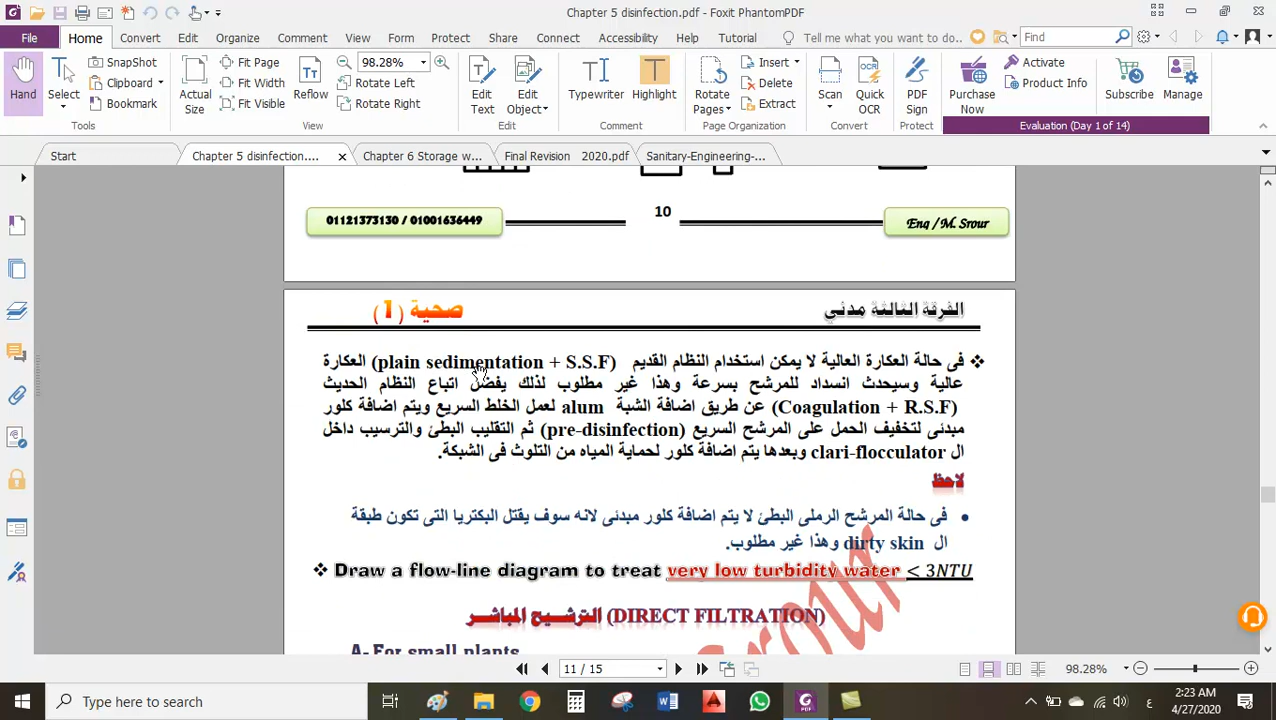 Chapter 5 disinfection.pdf - Foxit PhantomPDF
File Home Convert Edit Organize Comment View Form Protect Share Connect Accessibility Help Tutorial Tell me what you want to do.. Find
Hand
Select
SnapShot
Clipboard
Bookmark
Tools
Actual Size
Fit Page
Fit Width
Fit Visible
Reflow
98.28%
Rotate Left
Rotate Right
View
Edit Text
Edit Object
Edit
Typewriter
Highlight
Comment
Rotate Pages
Insert
Delete
Extract
Page Organization
Scan
Quick OCR
Convert
PDF Sign
Protect
Purchase Now
Activate
Product Info
Subscribe
Manage
Evaluation (Day 1 of 14)
Start
Chapter 5 disinfection....
Chapter 6 Storage w...
Final Revision 2020.pdf
Sanitary-Engineering-...
01121373130 / 01001636449
10
Enq / M. Srour
الفرقة الثالثة مدني
صحية (1)
❖ فى حالة العكارة العالية لا يمكن استخدام النظام القديم (plain sedimentation + S.S.F) العكارة
عالية وسيحدث انسداد للمرشح بسرعة وهذا غير مطلوب لذلك يفضل اتباع النظام الحديث
(Coagulation + R.S.F) عن طريق اضافة الشبة alum لعمل الخلط السريع ويتم اضافة كلور
مبدئى لتخفيف الحمل على المرشح السريع (pre-disinfection) ثم التقليب البطئ والترسيب داخل
ال clari-flocculator وبعدها يتم اضافة كلور لحماية المياه من التلوث فى الشبكة.
لاحظ
• فى حالة المرشح الرملى البطئ لا يتم اضافة كلور مبدئى لانه سوف يقتل البكتريا التى تكون طبقة
ال dirty skin وهذا غير مطلوب.
❖ Draw a flow-line diagram to treat very low turbidity water < 3NTU
(DIRECT FILTRATION) الترشيح المباشر
A- For small plants
11 / 15
98.28%
Type here to search
2:23 AM
4/27/2020